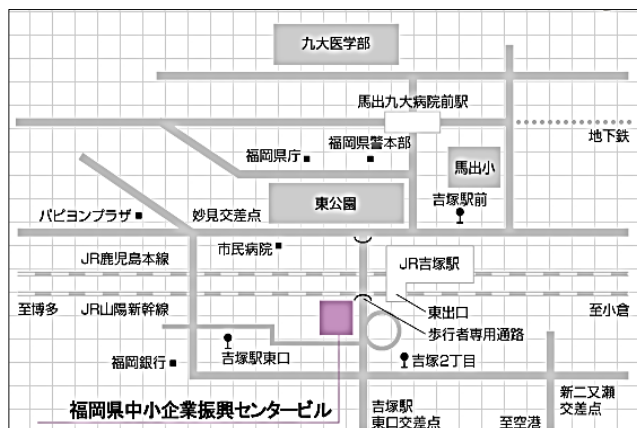 九大医学部
馬出九大病院前駅
地下鉄
福岡県庁
福岡県警本部
馬出小
東公園
吉塚駅前
パピヨンプラザ
妙見交差点
市民病院
JR鹿児島本線
JR吉塚駅
至博多
JR山陽新幹線
東出口
至小倉
歩行者専用通路
吉塚駅東口
福岡銀行
吉塚2丁目
福岡県中小企業振興センタービル
吉塚駅
東口交差点
至空港
新二又瀬
交差点